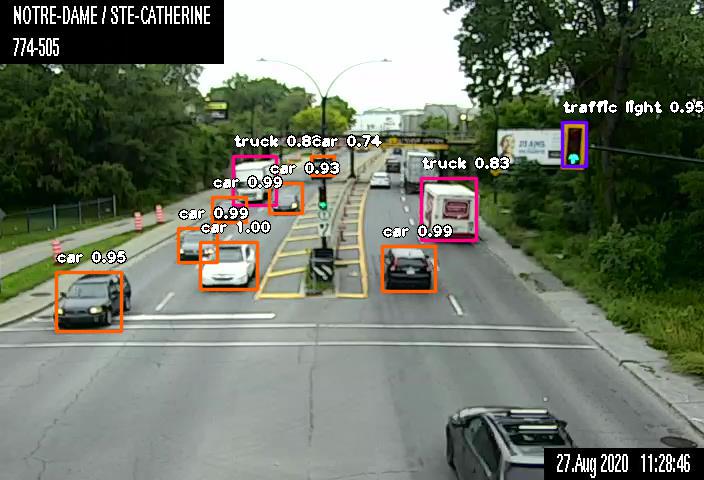 NOTRE-DAME / STE-CATHERINE
774-505
traffic light 0.95
truck 0.8
car 0.74
car 0.93
truck 0.83
car 0.99
car 0.99
car 1.00
car 0.99
car 0.95
27.Aug 2020 11:28:46